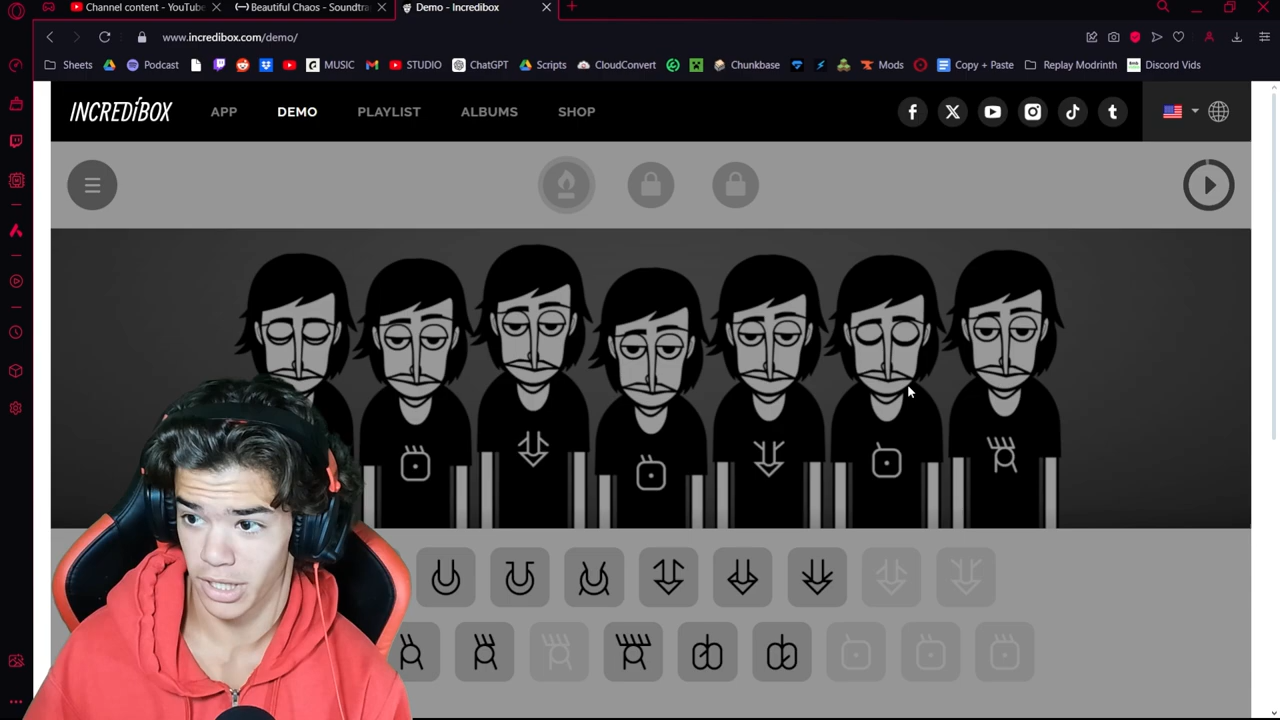 Channel content - YouTube
Beautiful Chaos - Soundtra
Demo - Incredibox
www.incredibox.com/demo/
Sheets
Podcast
MUSIC
STUDIO
ChatGPT
Scripts
CloudConvert
Chunkbase
Mods
Copy + Paste
Replay Modrinth
Discord Vids
INCREDIBOX
APP
DEMO
PLAYLIST
ALBUMS
SHOP